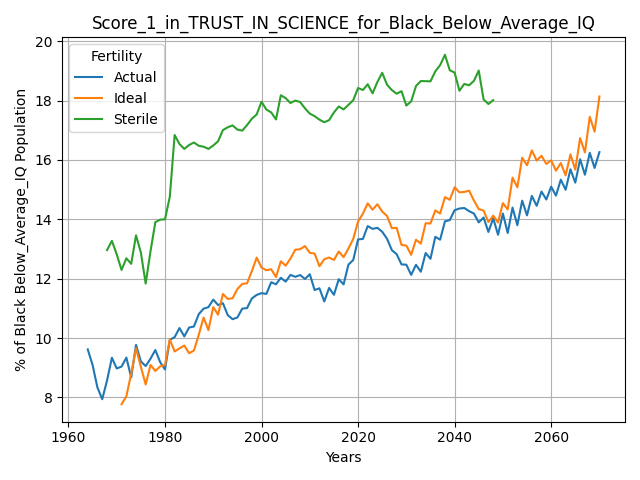 Score_1_in_TRUST_IN_SCIENCE_for_Black_Below_Average_IQ
Fertility
Actual
Ideal
Sterile
% of Black Below_Average_IQ Population
20
18
16
14
12
10
8
1960
1980
2000
2020
2040
2060
Years